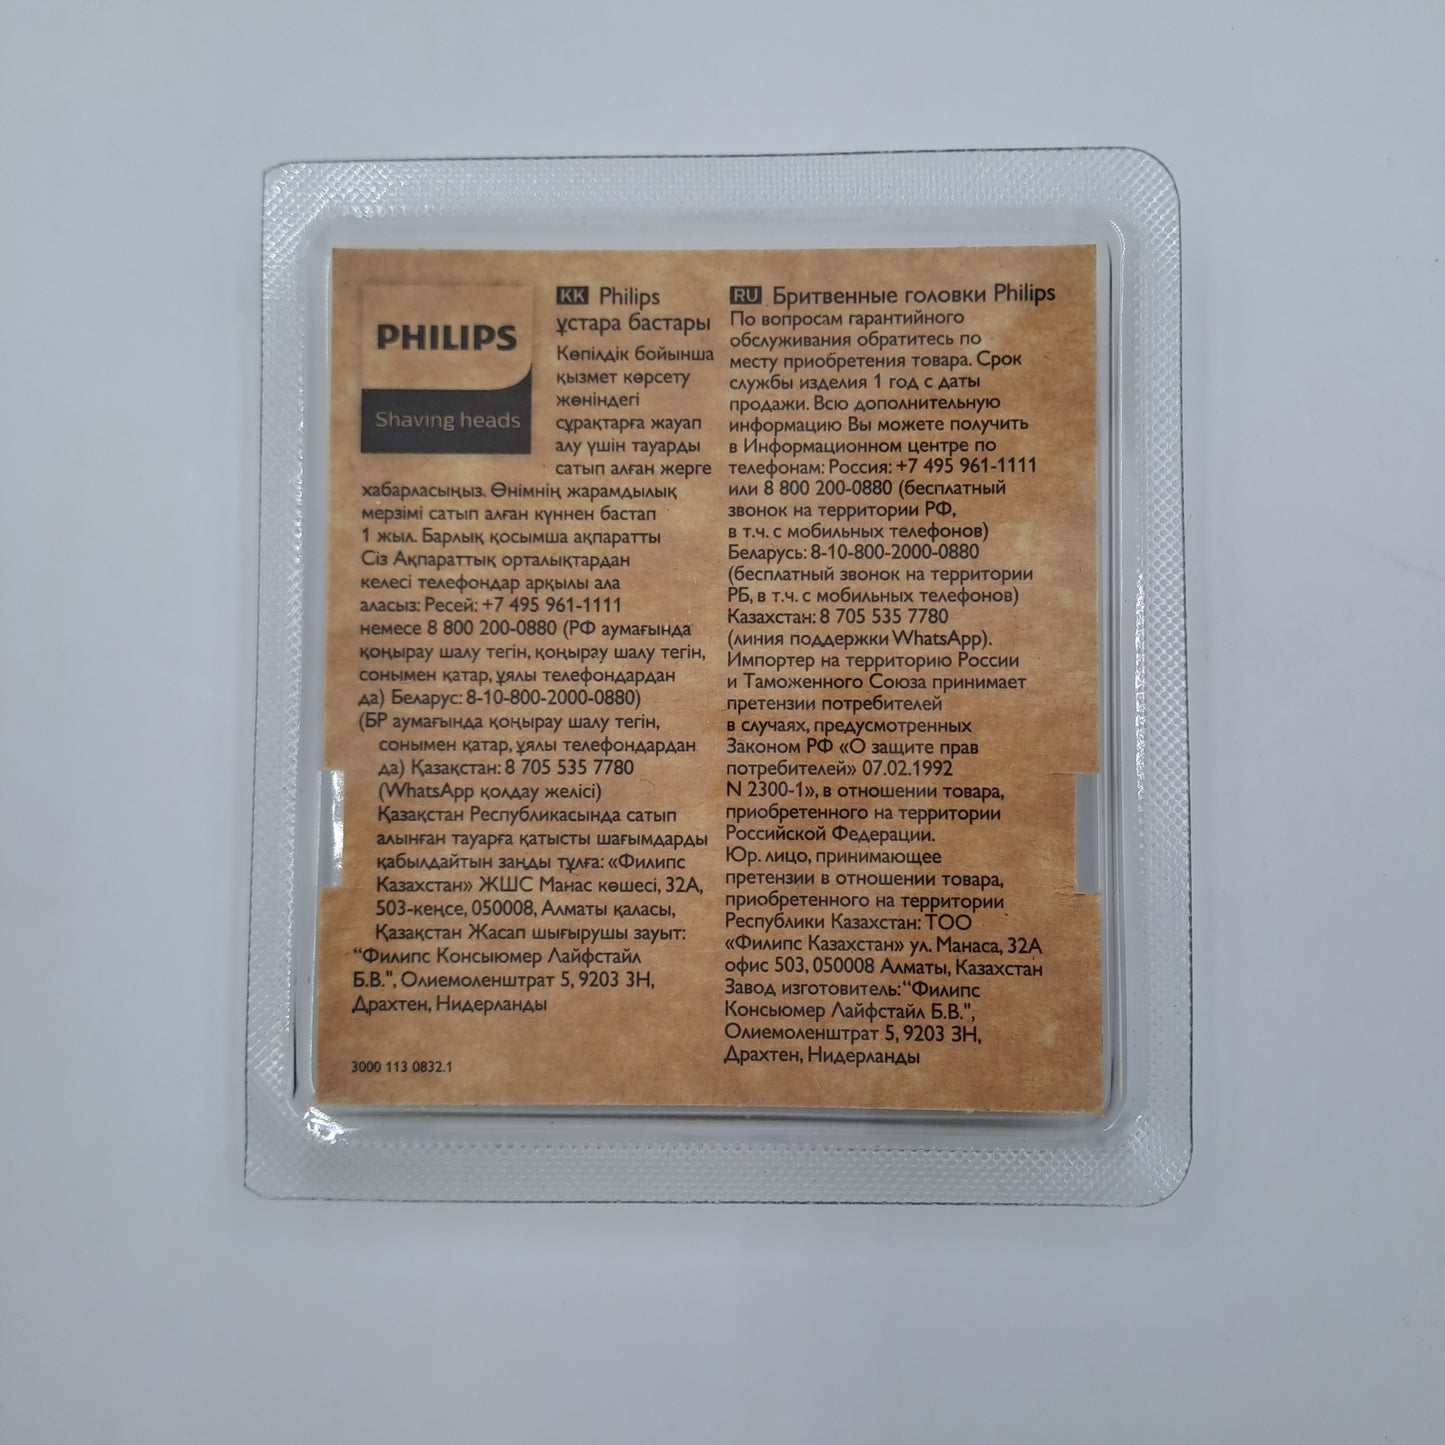 PHILIPS
Shaving heads
KK Philips
ұстара бастары
Көпілдік бойынша
қызмет көрсету
жөніндегі
сұрақтарға жауап
алу үшін тауарды
сатып алған жерге
хабарласыңыз. Өнімнің жарамдылық
мерзімі сатып алған күннен бастап
1 жыл. Барлық қосымша ақпаратты
Сіз Ақпараттық орталықтардан
келесі телефондар арқылы ала
аласыз: Ресей: +7 495 961-1111
немесе 8 800 200-0880 (РФ аумағында
қоңырау шалу тегін, қоңырау шалу тегін,
сонымен қатар, ұялы телефондардан
да) Беларус: 8-10-800-2000-0880)
(БР аумағында қоңырау шалу тегін,
сонымен қатар, ұялы телефондардан
да) Қазақстан: 8 705 535 7780
(WhatsApp қолдау желісі)
Қазақстан Республикасында сатып
алынған тауарға қатысты шағымдарды
қабылдайтын заңды тұлға: «Филипс
Казахстан» ЖШС Манас көшесі, 32А,
503-кеңсе, 050008, Алматы қаласы,
Қазақстан Жасап шығырушы зауыт:
“Филипс Консыюмер Лайфстайл
Б.В.", Олиемоленштрат 5, 9203 ЗН,
Драхтен, Нидерланды
3000 113 0832.1
RU Бритвенные головки Philips
По вопросам гарантийного
обслуживания обратитесь по
месту приобретения товара. Срок
службы изделия 1 год с даты
продажи. Всю дополнительную
информацию Вы можете получить
в Информационном центре по
телефонам: Россия: +7 495 961-1111
или 8 800 200-0880 (бесплатный
звонок на территории РФ,
в т.ч. с мобильных телефонов)
Беларусь: 8-10-800-2000-0880
(бесплатный звонок на территории
РБ, в т.ч. с мобильных телефонов)
Казахстан: 8 705 535 7780
(линия поддержки WhatsApp).
Импортер на территорию России
и Таможенного Союза принимает
претензии потребителей
в случаях, предусмотренных
Законом РФ «О защите прав
потребителей» 07.02.1992
N 2300-1», в отношении товара,
приобретенного на территории
Российской Федерации.
Юр. лицо, принимающее
претензии в отношении товара,
приобретенного на территории
Республики Казахстан: ТОО
«Филипс Казахстан» ул. Манаса, 32А
офис 503, 050008 Алматы, Казахстан
Завод изготовитель: “Филипс
Консьюмер Лайфстайл Б.В.",
Олиемоленштрат 5, 9203 ЗН,
Драхтен, Нидерланды